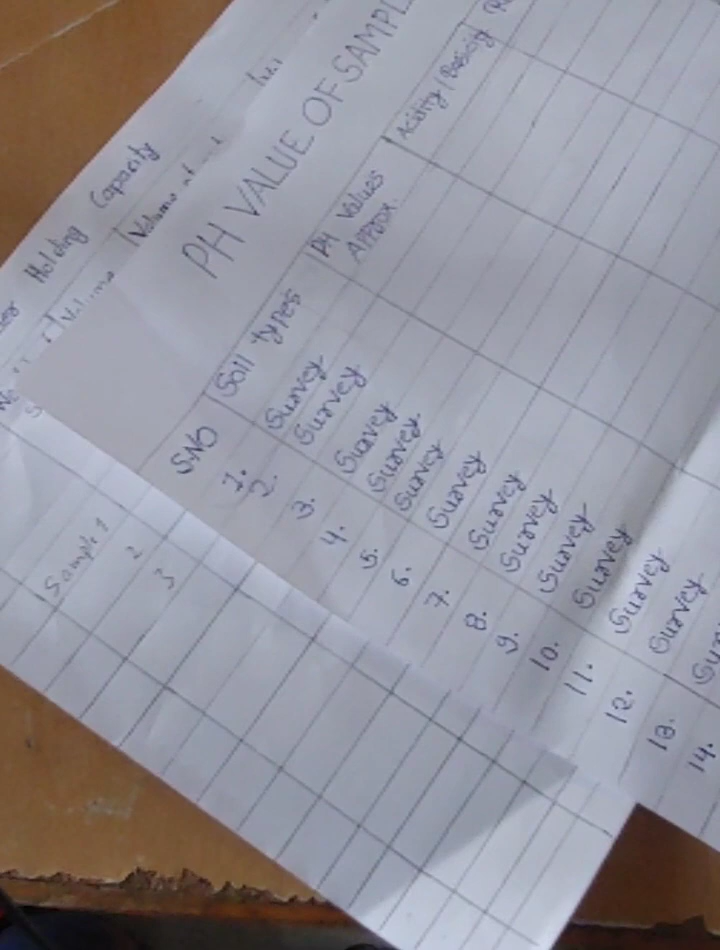 Holding Capacity
Volume
Sample 1
2
3
PH VALUE OF SAMPL
S.NO Soil types PH Values Approx. Acidity / Basicity
1. Survey
2. Survey
3. Survey
4. Survey
5. Survey
6. Survey
7. Survey
8. Survey
9. Survey
10. Survey
11. Survey
12. Survey
13. Survey
14. Sur